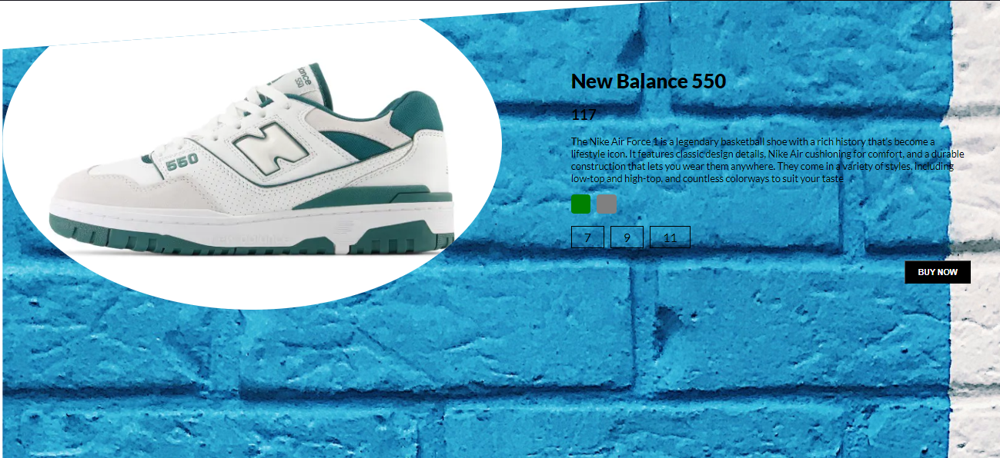 ance
550
550
N
New Balance 550
117
The Nike Air Force 1 is a legendary basketball shoe with a rich history that's become a
lifestyle icon. It features classic design details, Nike Air cushioning for comfort, and a durable
construction that lets you wear them anywhere. They come in a variety of styles, including
low-top and high-top, and countless colorways to suit your taste
7 9 11
BUY NOW